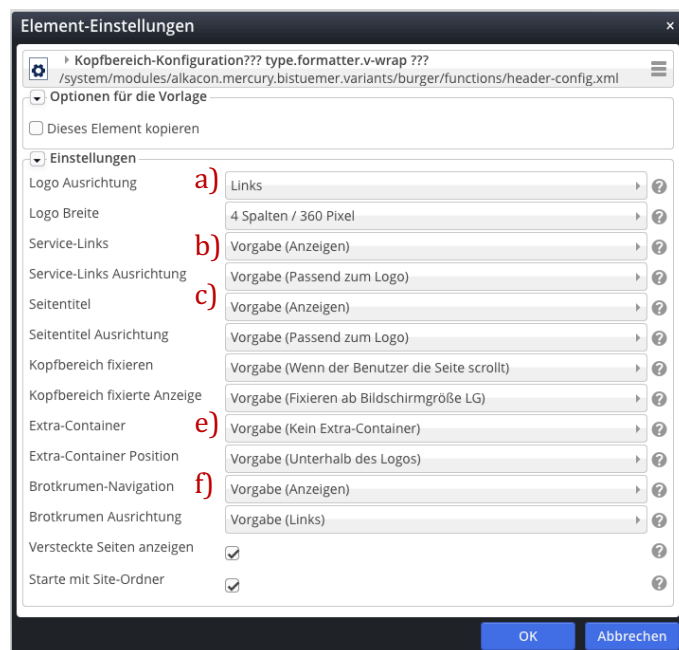 Element-Einstellungen ×
Kopfbereich-Konfiguration??? type.formatter.v-wrap ???
/system/modules/alkacon.mercury.bistuemer.variants/burger/functions/header-config.xml
Optionen für die Vorlage
Dieses Element kopieren
Einstellungen
Logo Ausrichtung a) Links ?
Logo Breite 4 Spalten / 360 Pixel ?
Service-Links b) Vorgabe (Anzeigen) ?
Service-Links Ausrichtung Vorgabe (Passend zum Logo) ?
Seitentitel c) Vorgabe (Anzeigen) ?
Seitentitel Ausrichtung Vorgabe (Passend zum Logo) ?
Kopfbereich fixieren Vorgabe (Wenn der Benutzer die Seite scrollt) ?
Kopfbereich fixierte Anzeige Vorgabe (Fixieren ab Bildschirmgröße LG) ?
Extra-Container e) Vorgabe (Kein Extra-Container) ?
Extra-Container Position Vorgabe (Unterhalb des Logos) ?
Brotkrumen-Navigation f) Vorgabe (Anzeigen) ?
Brotkrumen Ausrichtung Vorgabe (Links) ?
Versteckte Seiten anzeigen ?
Starte mit Site-Ordner ?
OK Abbrechen